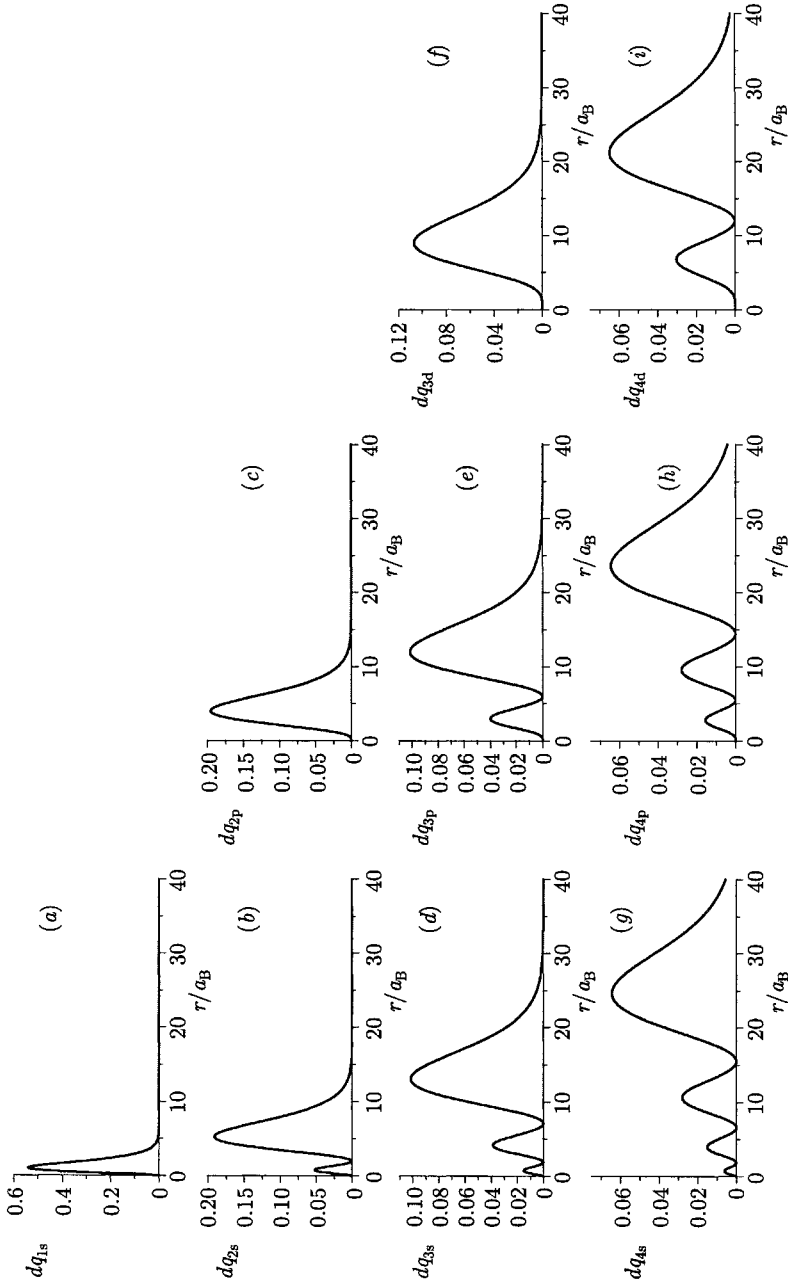 dq1s
0.6
0.4
0.2
0
(a)
0 10 20 30 40
r/aB
dq2s
0.20
0.15
0.10
0.05
0
(b)
0 10 20 30 40
r/aB
dq2p
0.20
0.15
0.10
0.05
0
(c)
0 10 20 30 40
r/aB
dq3s
0.10
0.08
0.06
0.04
0.02
0
(d)
0 10 20 30 40
r/aB
dq3p
0.10
0.08
0.06
0.04
0.02
0
(e)
0 10 20 30 40
r/aB
dq3d
0.12
0.08
0.04
0
(f)
0 10 20 30 40
r/aB
dq4s
0.06
0.04
0.02
0
(g)
0 10 20 30 40
r/aB
dq4p
0.06
0.04
0.02
0
(h)
0 10 20 30 40
r/aB
dq4d
0.06
0.04
0.02
0
(i)
0 10 20 30 40
r/aB